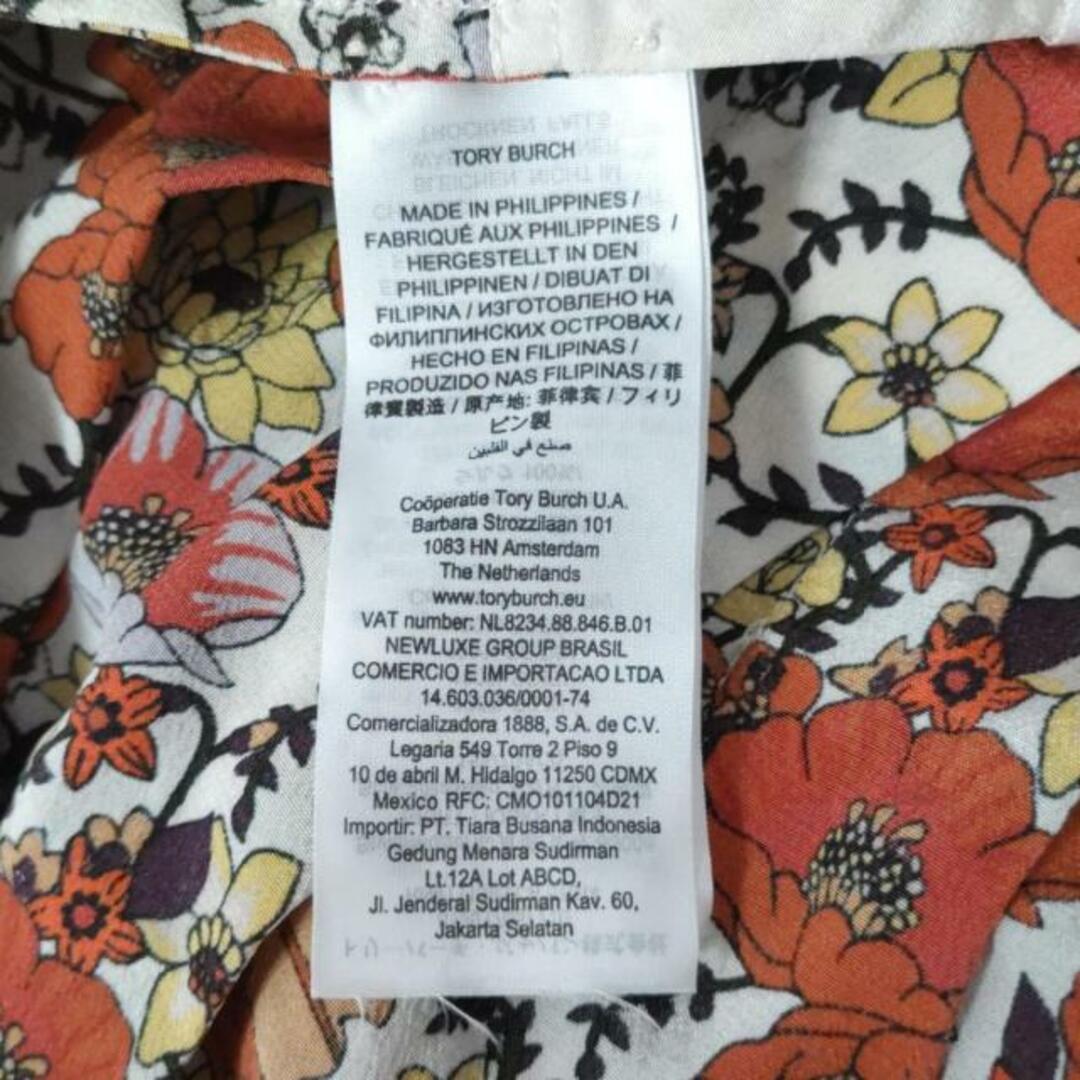 TORY BURCH
MADE IN PHILIPPINES /
FABRIQUÉ AUX PHILIPPINES /
HERGESTELLT IN DEN
PHILIPPINEN / DIBUAT DI
FILIPINA / ИЗГОТОВЛЕНО НА
ФИЛИППИНСКИХ ОСТРОВАХ /
HECHO EN FILIPINAS /
PRODUZIDO NAS FILIPINAS / 菲
律賓製造 / 原产地: 菲律宾 / フィリ
ピン製
صنع في الفلبين
Coöperatie Tory Burch U.A.
Barbara Strozzilaan 101
1083 HN Amsterdam
The Netherlands
www.toryburch.eu
VAT number: NL8234.88.846.B.01
NEWLUXE GROUP BRASIL
COMERCIO E IMPORTACAO LTDA
14.603.036/0001-74
Comercializadora 1888, S.A. de C.V.
Legaria 549 Torre 2 Piso 9
10 de abril M. Hidalgo 11250 CDMX
Mexico RFC: CMO101104D21
Importir: PT. Tiara Busana Indonesia
Gedung Menara Sudirman
Lt.12A Lot ABCD,
Jl. Jenderal Sudirman Kav. 60,
Jakarta Selatan